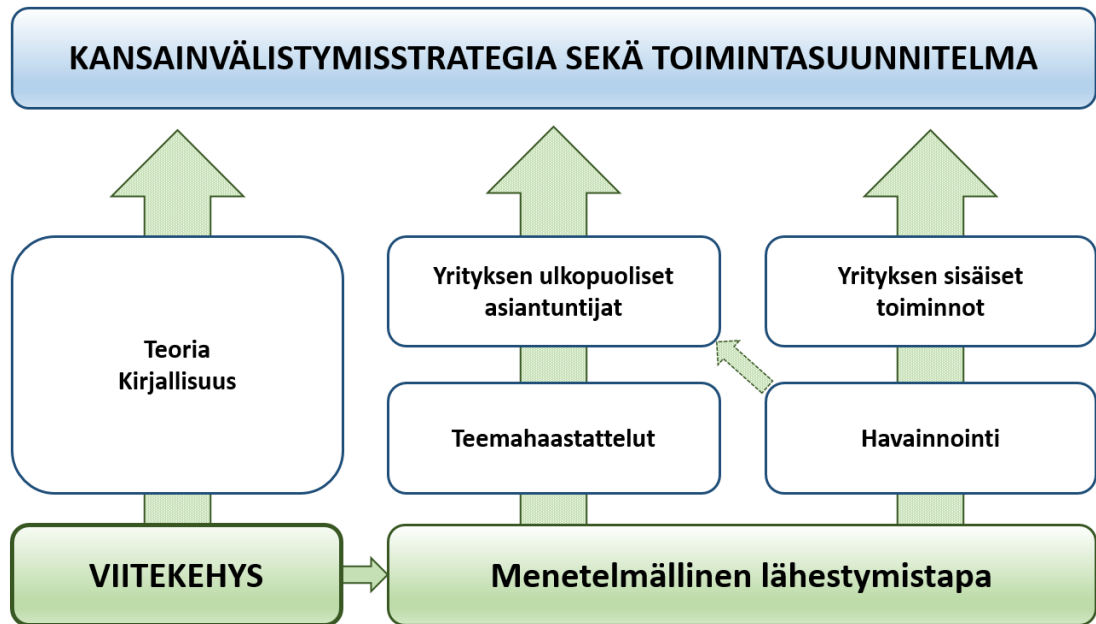 KANSAINVÄLISTYMISSTRATEGIA SEKÄ TOIMINTASUUNNITELMA
Teoria
Kirjallisuus
Yrityksen ulkopuoliset
asiantuntijat
Yrityksen sisäiset
toiminnot
Teemahaastattelut
Havainnointi
VIITEKEHYS
Menetelmällinen lähestymistapa